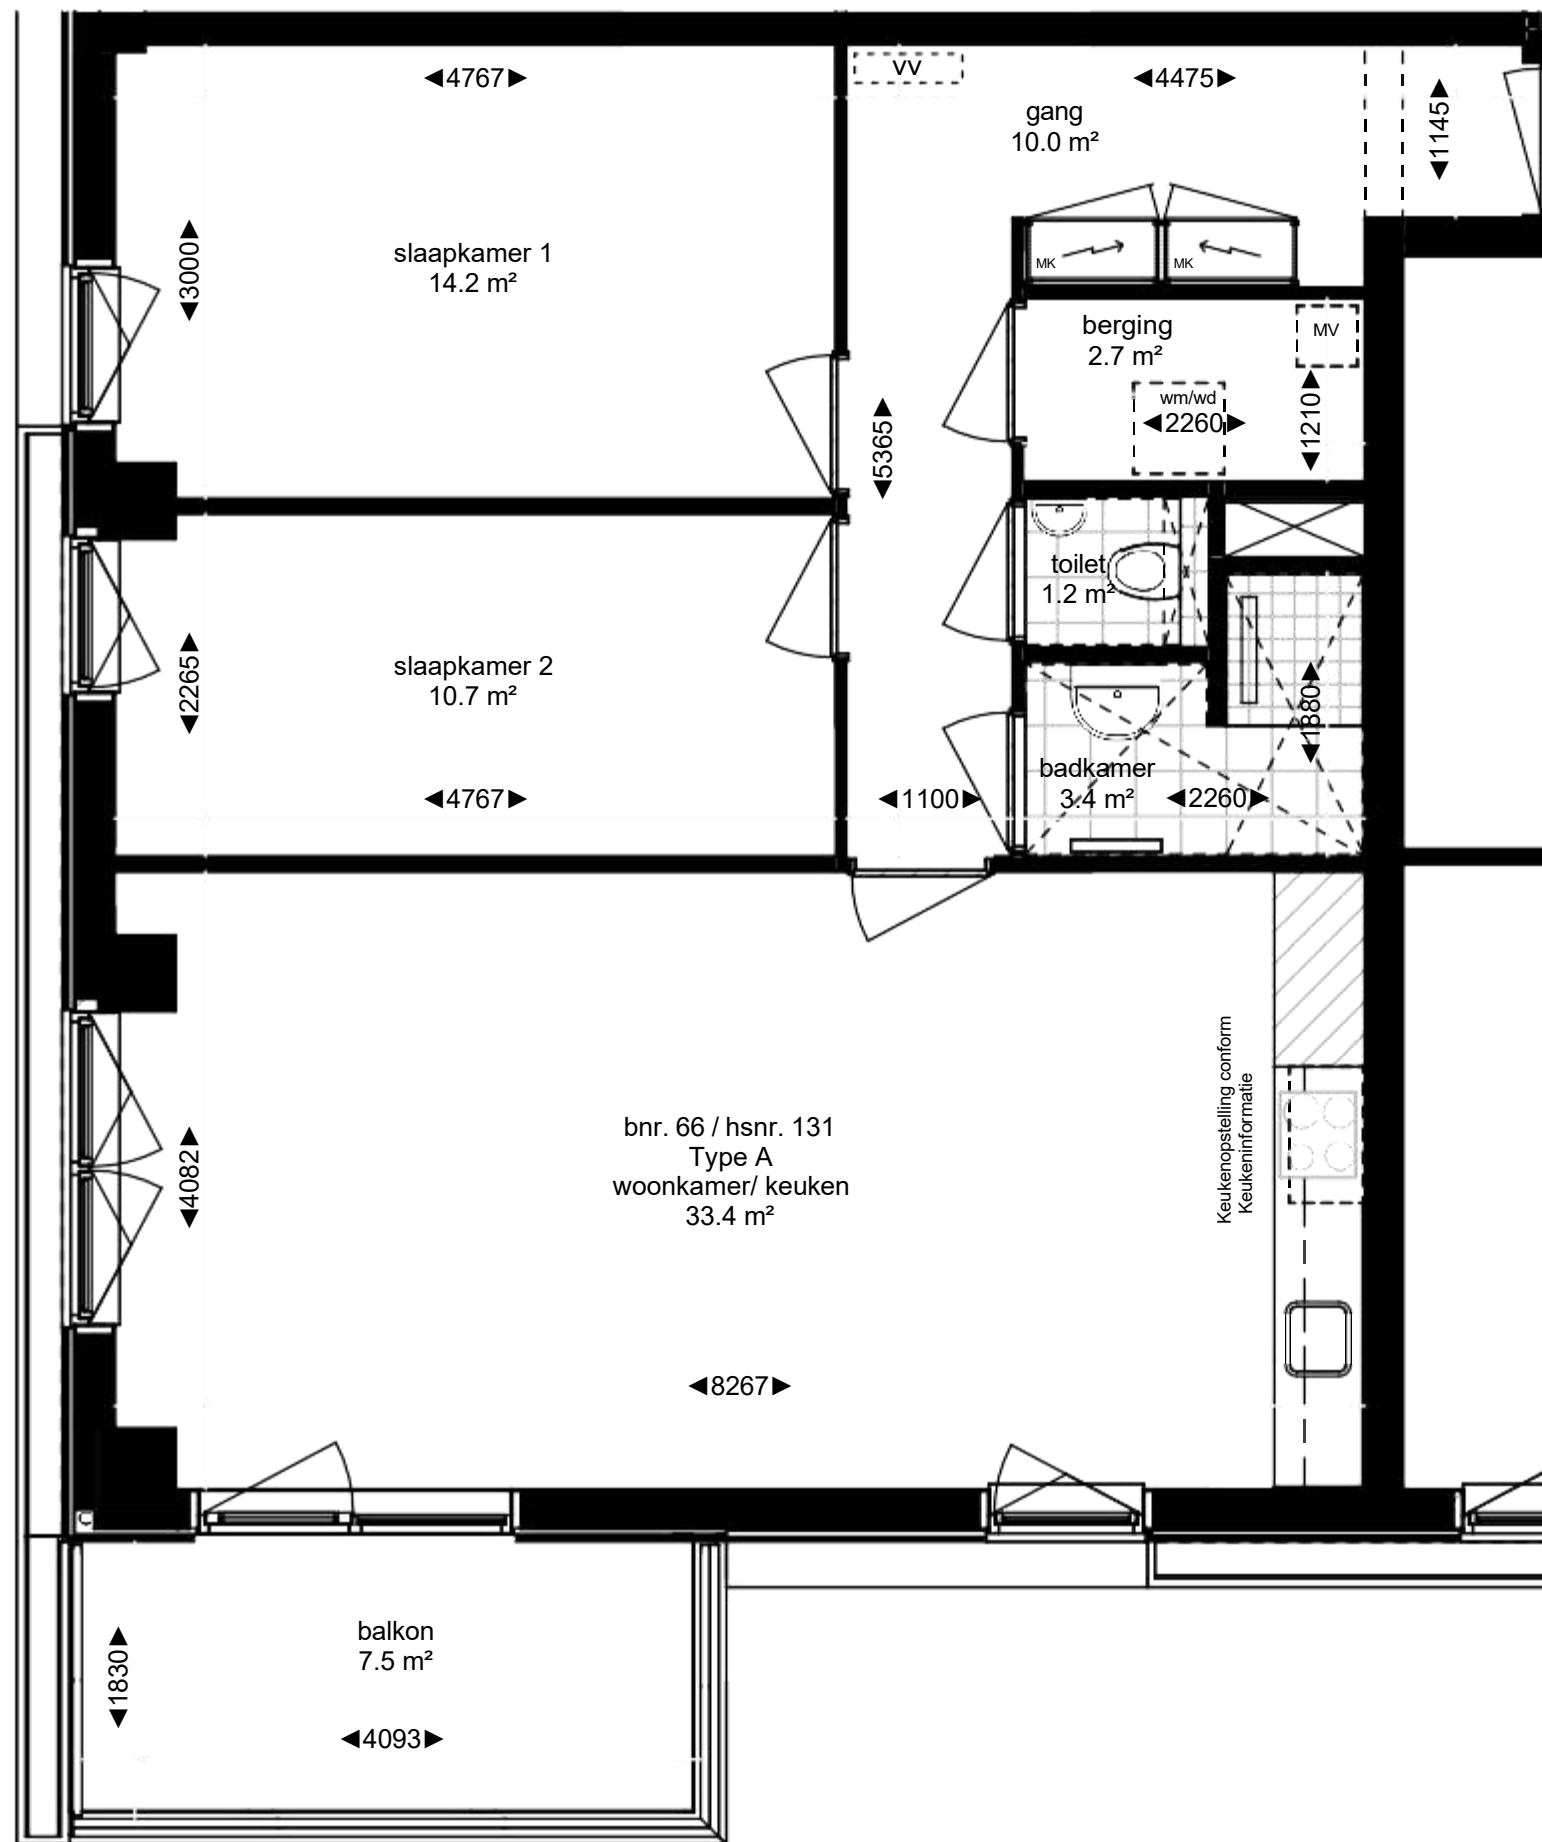 ◄4767►
VV
◄4475►
gang
10.0 m²
◄1145►
slaapkamer 1
14.2 m²
◄3000►
MK
MK
berging
2.7 m²
MV
wm/wd
◄2260►
◄1210►
◄5365►
toilet
1.2 m²
slaapkamer 2
10.7 m²
◄2265►
◄4767►
◄1880►
badkamer
3.4 m²
◄2260►
◄1100►
Keukenopstelling conform
Keukeninformatie
bnr. 66 / hsnr. 131
Type A
woonkamer/ keuken
33.4 m²
◄4082►
◄8267►
balkon
7.5 m²
◄1830►
◄4093►